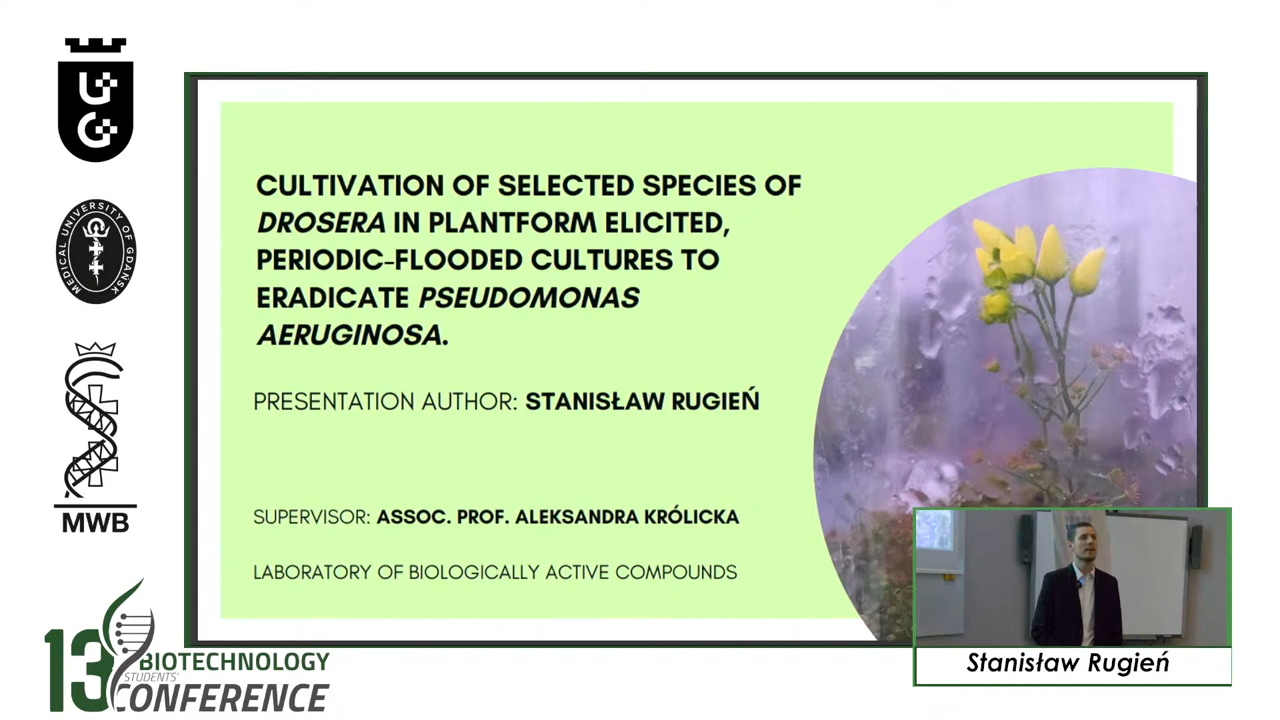 UG
MEDICAL UNIVERSITY OF GDAŃSK
MWB
13 BIOTECHNOLOGY
STUDENTS'
CONFERENCE
CULTIVATION OF SELECTED SPECIES OF
DROSERA IN PLANTFORM ELICITED,
PERIODIC-FLOODED CULTURES TO
ERADICATE PSEUDOMONAS
AERUGINOSA.
PRESENTATION AUTHOR: STANISŁAW RUGIEŃ
SUPERVISOR: ASSOC. PROF. ALEKSANDRA KRÓLICKA
LABORATORY OF BIOLOGICALLY ACTIVE COMPOUNDS
Stanisław Rugień